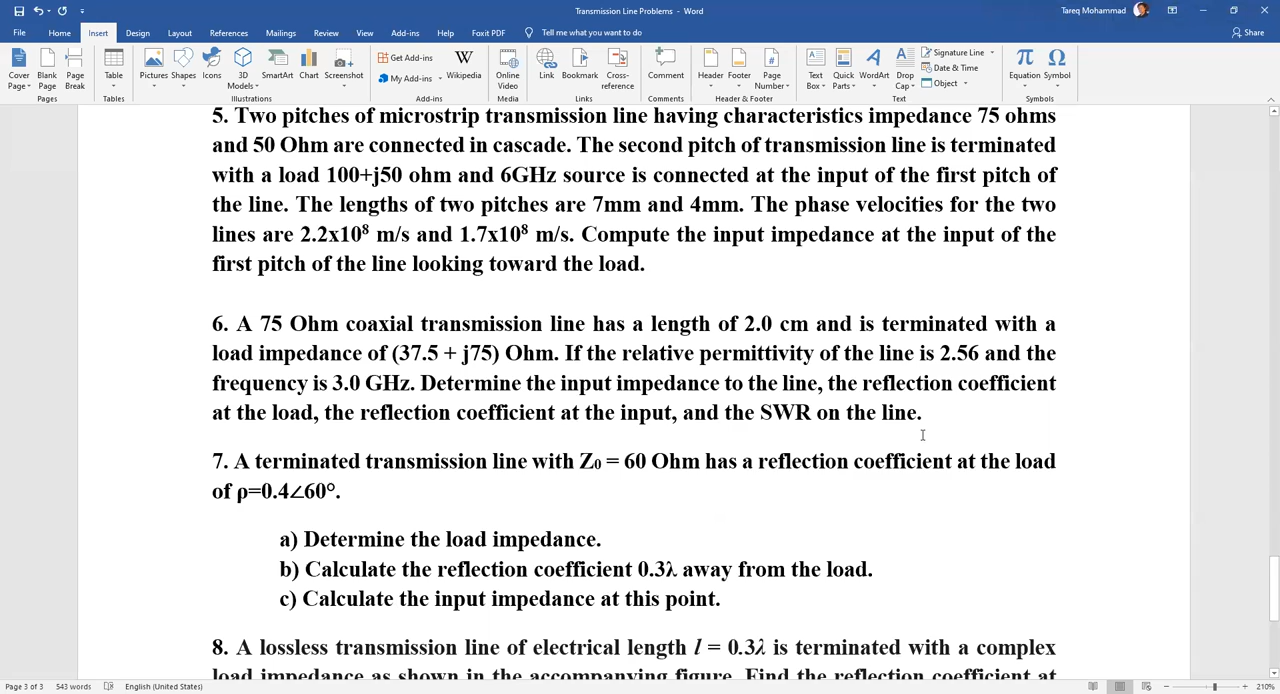 Transmission Line Problems - Word
Tareq Mohammad
File Home Insert Design Layout References Mailings Review View Add-ins Help Foxit PDF Tell me what you want to do Share
Cover Page Blank Page Page Break Table Pictures Shapes Icons 3D Models SmartArt Chart Screenshot Get Add-ins My Add-ins Wikipedia Online Video Link Bookmark Cross-reference Comment Header Footer Page Number Text Box Quick Parts WordArt Drop Cap Signature Line Date & Time Object Equation Symbol
Pages Tables Illustrations Add-ins Media Links Comments Header & Footer Text Symbols
5. Two pitches of microstrip transmission line having characteristics impedance 75 ohms
and 50 Ohm are connected in cascade. The second pitch of transmission line is terminated
with a load 100+j50 ohm and 6GHz source is connected at the input of the first pitch of
the line. The lengths of two pitches are 7mm and 4mm. The phase velocities for the two
lines are 2.2x10⁸ m/s and 1.7x10⁸ m/s. Compute the input impedance at the input of the
first pitch of the line looking toward the load.
6. A 75 Ohm coaxial transmission line has a length of 2.0 cm and is terminated with a
load impedance of (37.5 + j75) Ohm. If the relative permittivity of the line is 2.56 and the
frequency is 3.0 GHz. Determine the input impedance to the line, the reflection coefficient
at the load, the reflection coefficient at the input, and the SWR on the line.
7. A terminated transmission line with Z₀ = 60 Ohm has a reflection coefficient at the load
of ρ=0.4∠60°.
a) Determine the load impedance.
b) Calculate the reflection coefficient 0.3λ away from the load.
c) Calculate the input impedance at this point.
8. A lossless transmission line of electrical length l = 0.3λ is terminated with a complex
load impedance as shown in the accompanying figure. Find the reflection coefficient at
Page 3 of 3 543 words English (United States) 210%